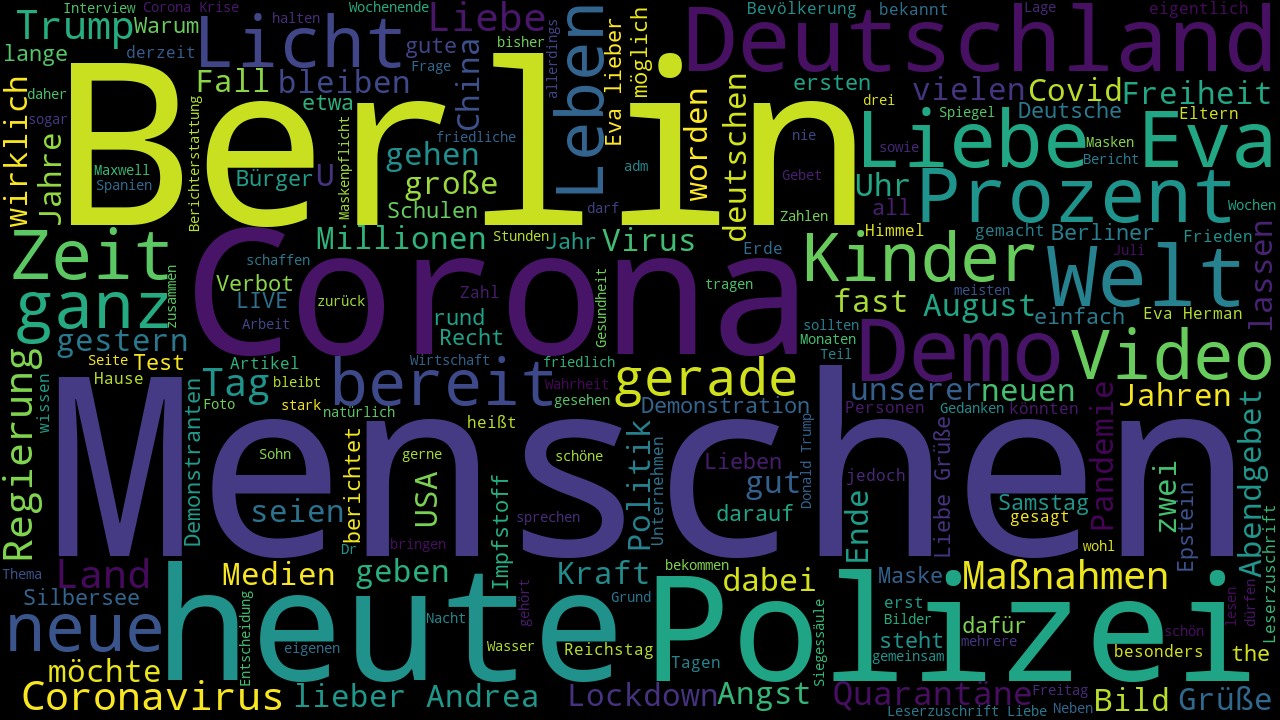 Interview
Corona Krise
Wochenende
Trump
Warum
halten
Licht
Liebe
Leben
Deutschland
Bevölkerung
bekannt
Lage
eigentlich
lange
derzeit
gute
Frage
bisher
allerdings
Eva lieber
möglich
Fall
bleiben
china
Berlin
ersten
vielen
Covid
Freiheit
wirklich
daher
sogar
Jahre
Berichterstattung
etwa
Maskenpflicht
friedliche
worden
deutschen
drei
Spiegel
Deutsche
Eltern
Liebe
Eva
nie
sowie
Masken
Bericht
Maxwell
Spanien
Bürger
U
gehen
große
Schulen
adm
Gebet
darf
Zahlen
Uhr
all
Prozent
Wochen
Zeit
Millionen
Stunden
Jahr
Virus
Erde
Himmel
gemacht
Berliner
Frieden
Juli
ganz
zusammen
schaffen
Verbot
LIVE
Arbeit
zurück
Corona
Zahl
rund
Recht
Gesundheit
tragen
Kinder
fast
August
meisten
einfach
Welt
Eva Herman
lassen
gestern
Seite
Test
Hause
Artikel
Wirtschaft
friedlich
sollten
Monaten
Teil
Demo
Video
Regierung
wissen
Tag
bleibt
bereit
Wahrheit
gerade
gesehen
unserer
neuen
Jahren
Foto
stark
natürlich
heißt
Demonstration
Donald Trump
Personen
Gedanken
könnten
Pandemie
Demonstranten
Menschen
Sohn
berichtet
gerne
schöne
Politik
Unternehmen
Lieben
gut
jedoch
Liebe Grüße
zwei
Abendgebet
seien
USA
Impfstoff
sprechen
darauf
Ende
Samstag
gesagt
Epstein
Leserzuschrift
Dr
bringen
wohl
Thema
Land
Medien
geben
Kraft
bekommen
dabei
Maske
Maßnahmen
Silbersee
Entscheidung
gehört
Grund
erst
Bilder
lesen
dürfen
neue
heute
Nacht
Polizei
Siegessäule
steht
dafür
mehrere
schön
eigenen
Wasser
Reichstag
Tagen
gemeinsam
besonders
the
möchte
Coronavirus
lieber Andrea
Lockdown
Angst
Quarantäne
Freitag
Neben
Bild
Grüße
Leserzuschrift Liebe